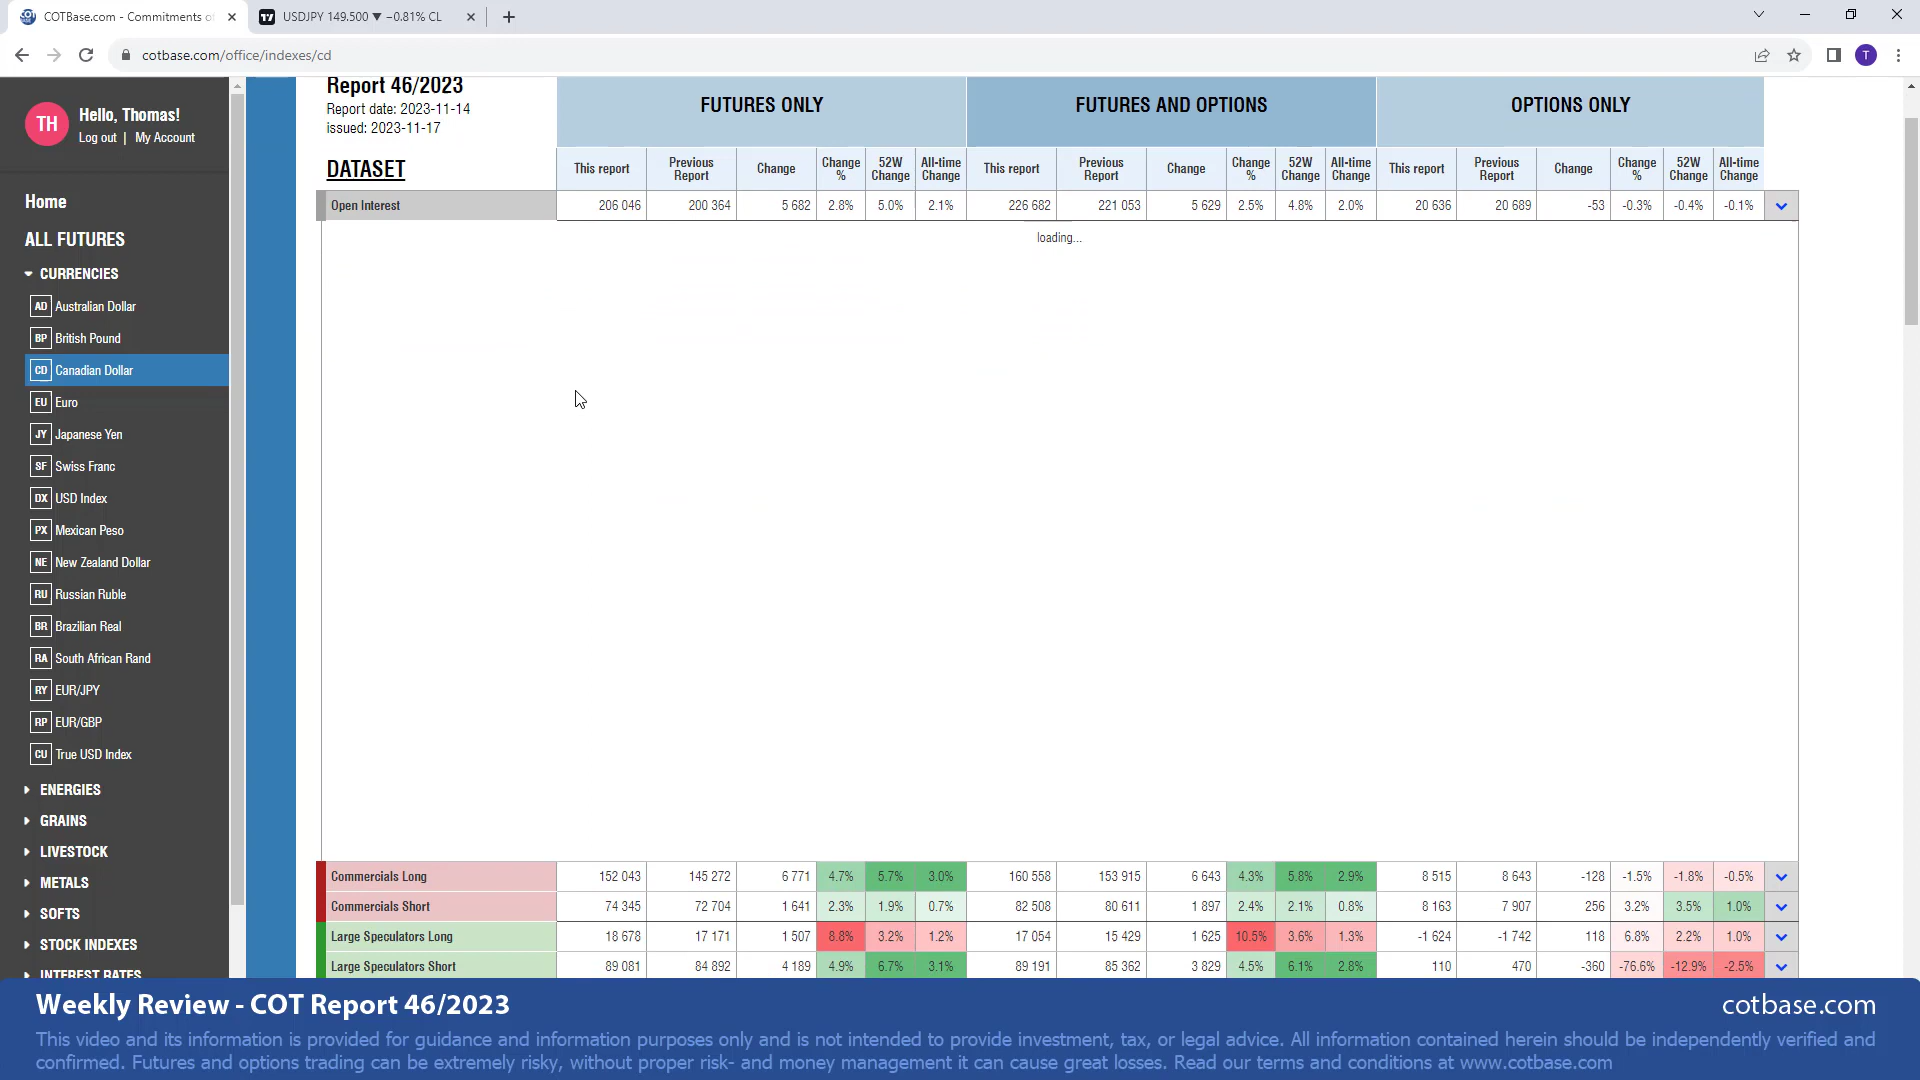 COTBase.com - Commitments of
USDJPY 149.500 ▼ −0.81% CL
cotbase.com/office/indexes/cd
T
TH
Hello, Thomas!
Log out | My Account
Home
ALL FUTURES
CURRENCIES
AD Australian Dollar
BP British Pound
CD Canadian Dollar
EU Euro
JY Japanese Yen
SF Swiss Franc
DX USD Index
PX Mexican Peso
NE New Zealand Dollar
RU Russian Ruble
BR Brazilian Real
RA South African Rand
RY EUR/JPY
RP EUR/GBP
CU True USD Index
ENERGIES
GRAINS
LIVESTOCK
METALS
SOFTS
STOCK INDEXES
INTEREST RATES
Report 46/2023
Report date: 2023-11-14
issued: 2023-11-17
FUTURES ONLY FUTURES AND OPTIONS OPTIONS ONLY
DATASET This report Previous Report Change Change % 52W Change All-time Change This report Previous Report Change Change % 52W Change All-time Change This report Previous Report Change Change % 52W Change All-time Change
Open Interest 206 046 200 364 5 682 2.8% 5.0% 2.1% 226 682 221 053 5 629 2.5% 4.8% 2.0% 20 636 20 689 -53 -0.3% -0.4% -0.1%
loading...
Commercials Long 152 043 145 272 6 771 4.7% 5.7% 3.0% 160 558 153 915 6 643 4.3% 5.8% 2.9% 8 515 8 643 -128 -1.5% -1.8% -0.5%
Commercials Short 74 345 72 704 1 641 2.3% 1.9% 0.7% 82 508 80 611 1 897 2.4% 2.1% 0.8% 8 163 7 907 256 3.2% 3.5% 1.0%
Large Speculators Long 18 678 17 171 1 507 8.8% 3.2% 1.2% 17 054 15 429 1 625 10.5% 3.6% 1.3% -1 624 -1 742 118 6.8% 2.2% 1.0%
Large Speculators Short 89 081 84 892 4 189 4.9% 6.7% 3.1% 89 191 85 362 3 829 4.5% 6.1% 2.8% 110 470 -360 -76.6% -12.9% -2.5%
Weekly Review - COT Report 46/2023
cotbase.com
This video and its information is provided for guidance and information purposes only and is not intended to provide investment, tax, or legal advice. All information contained herein should be independently verified and
confirmed. Futures and options trading can be extremely risky, without proper risk- and money management it can cause great losses. Read our terms and conditions at www.cotbase.com